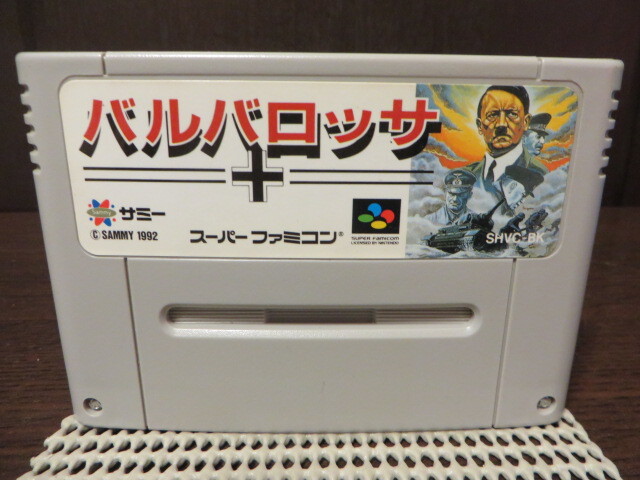 バルバロッサ
サミー
©SAMMY 1992
スーパーファミコン®
SUPER FAMICOM
LICENSED BY NINTENDO
SHVC-BK